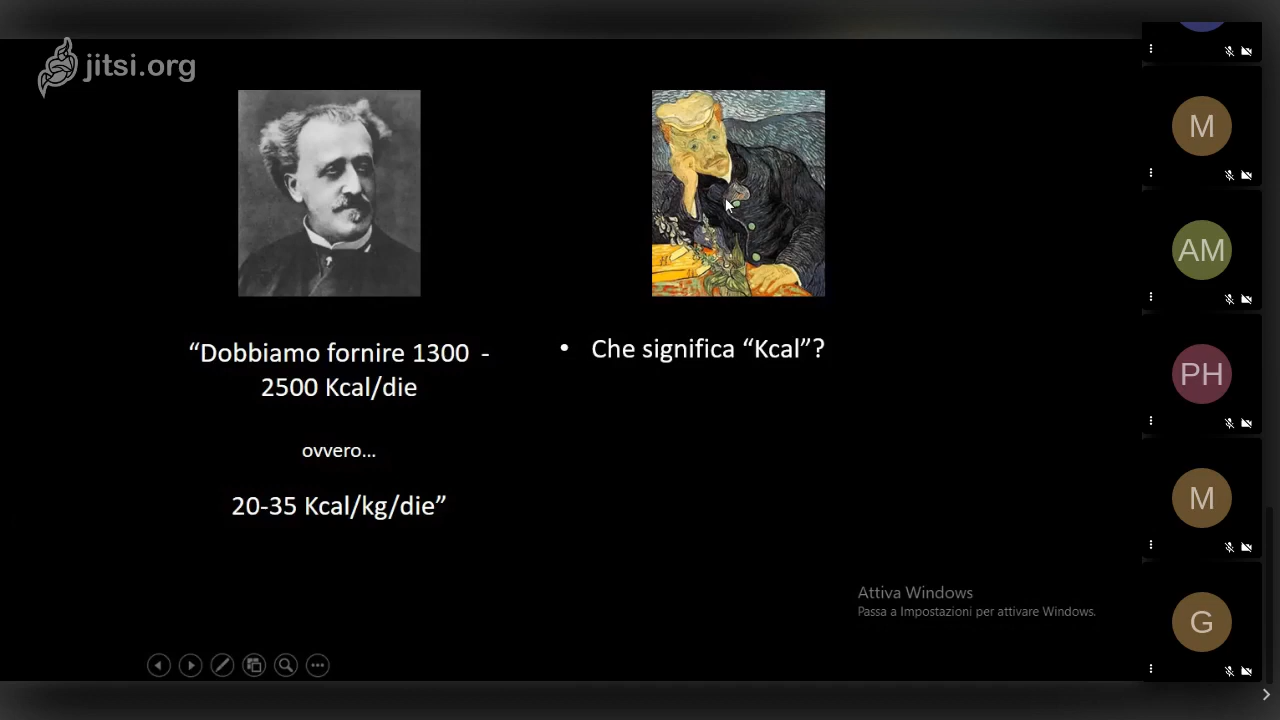 jitsi.org
“Dobbiamo fornire 1300 -
2500 Kcal/die
ovvero...
20-35 Kcal/kg/die”
• Che significa “Kcal”?
Attiva Windows
Passa a Impostazioni per attivare Windows.
M
AM
PH
M
G